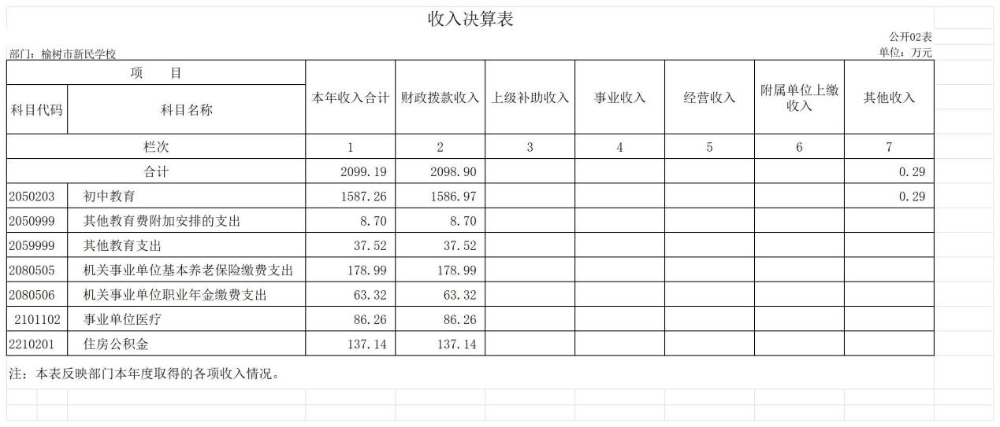 收入决算表
公开02表
部门：榆树市新民学校 单位：万元
项 目 本年收入合计 财政拨款收入 上级补助收入 事业收入 经营收入 附属单位上缴收入 其他收入
科目代码 科目名称
栏次 1 2 3 4 5 6 7
合计 2099.19 2098.90 0.29
2050203 初中教育 1587.26 1586.97 0.29
2050999 其他教育费附加安排的支出 8.70 8.70
2059999 其他教育支出 37.52 37.52
2080505 机关事业单位基本养老保险缴费支出 178.99 178.99
2080506 机关事业单位职业年金缴费支出 63.32 63.32
2101102 事业单位医疗 86.26 86.26
2210201 住房公积金 137.14 137.14
注：本表反映部门本年度取得的各项收入情况。